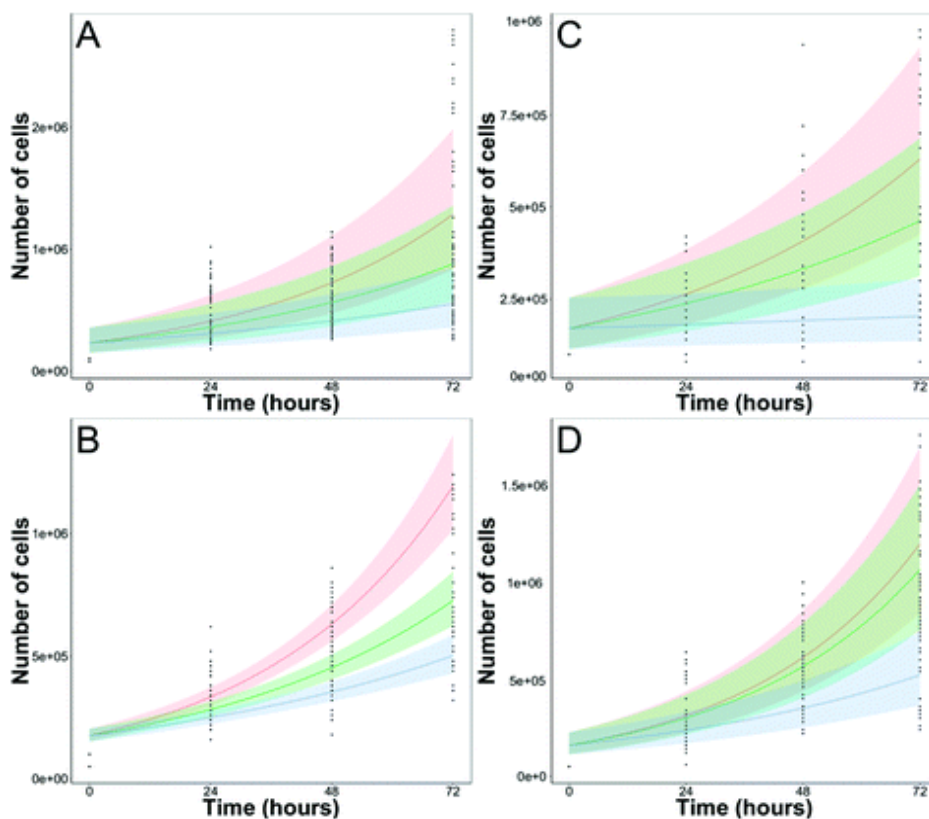 A
Number of cells
2e+06
1e+06
0e+00
0 24 48 72
Time (hours)
C
Number of cells
1e+06
7.5e+05
5e+05
2.5e+05
0e+00
0 24 48 72
Time (hours)
B
Number of cells
1e+06
5e+05
0e+00
0 24 48 72
Time (hours)
D
Number of cells
1.5e+06
1e+06
5e+05
0e+0
0 24 48 72
Time (hours)